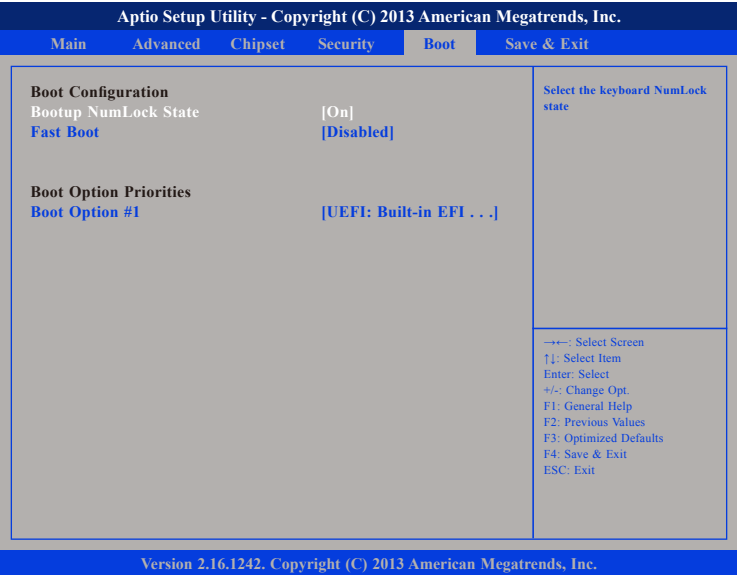 Aptio Setup Utility - Copyright (C) 2013 American Megatrends, Inc.
Main Advanced Chipset Security Boot Save & Exit
Boot Configuration
Bootup NumLock State [On]
Fast Boot [Disabled]
Boot Option Priorities
Boot Option #1 [UEFI: Built-in EFI . . .]
Select the keyboard NumLock
state
→←: Select Screen
↑↓: Select Item
Enter: Select
+/-: Change Opt.
F1: General Help
F2: Previous Values
F3: Optimized Defaults
F4: Save & Exit
ESC: Exit
Version 2.16.1242. Copyright (C) 2013 American Megatrends, Inc.